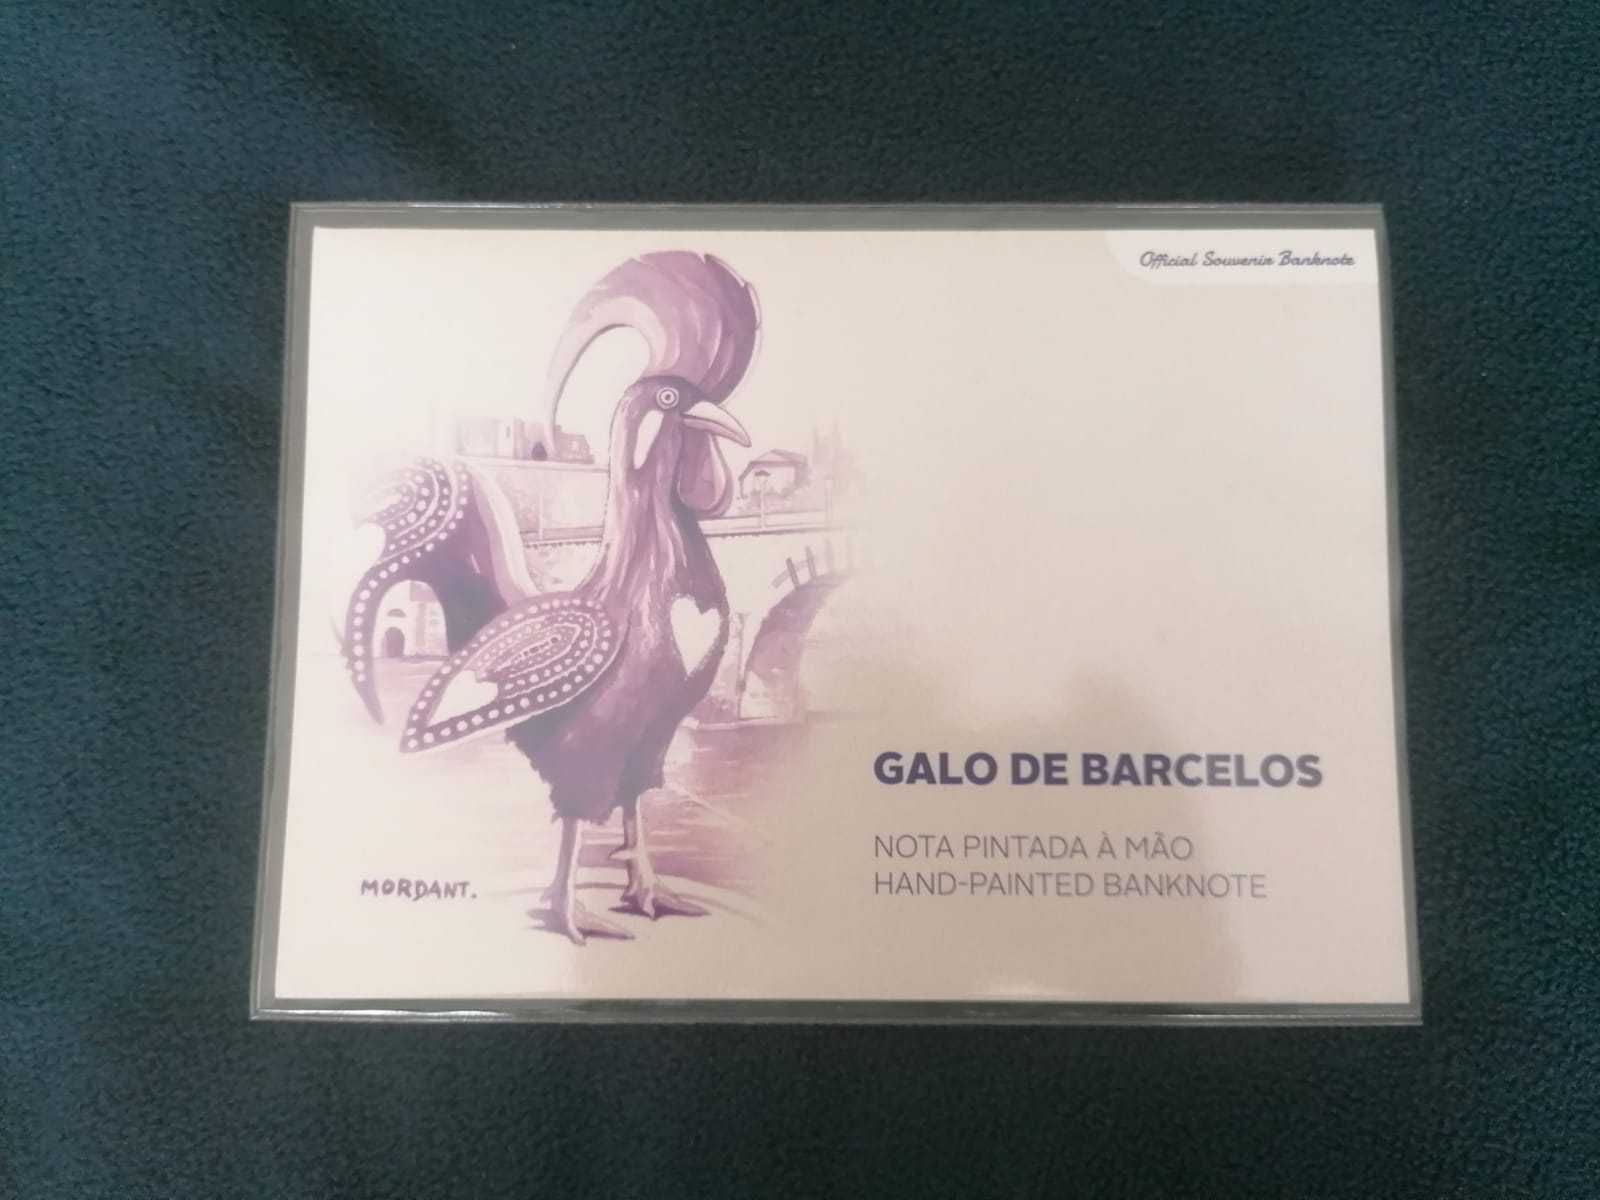 Official Souvenir Banknote
GALO DE BARCELOS
NOTA PINTADA À MÃO
HAND-PAINTED BANKNOTE
MORDANT.